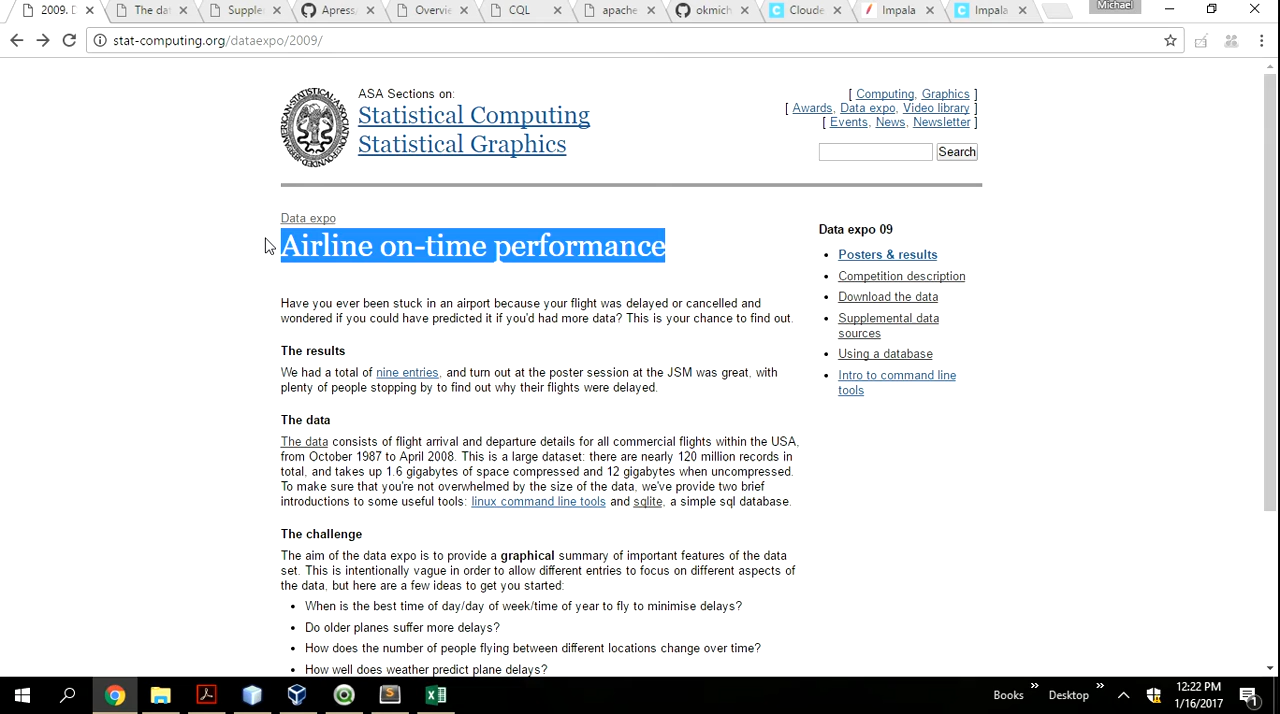 Michael
2009. D
The dat
Supple
Apress
Overvie
CQL
apache
okmich
Cloude
Impala
Impala
stat-computing.org/dataexpo/2009/
ASA Sections on:
Statistical Computing
Statistical Graphics
[ Computing, Graphics ]
[ Awards, Data expo, Video library ]
[ Events, News, Newsletter ]
Search
AMERICAN·STATISTICAL·ASSOCIATION
Data expo
Airline on-time performance
Have you ever been stuck in an airport because your flight was delayed or cancelled and
wondered if you could have predicted it if you'd had more data? This is your chance to find out.
The results
We had a total of nine entries, and turn out at the poster session at the JSM was great, with
plenty of people stopping by to find out why their flights were delayed.
The data
The data consists of flight arrival and departure details for all commercial flights within the USA,
from October 1987 to April 2008. This is a large dataset: there are nearly 120 million records in
total, and takes up 1.6 gigabytes of space compressed and 12 gigabytes when uncompressed.
To make sure that you're not overwhelmed by the size of the data, we've provide two brief
introductions to some useful tools: linux command line tools and sqlite, a simple sql database.
The challenge
The aim of the data expo is to provide a graphical summary of important features of the data
set. This is intentionally vague in order to allow different entries to focus on different aspects of
the data, but here are a few ideas to get you started:
• When is the best time of day/day of week/time of year to fly to minimise delays?
• Do older planes suffer more delays?
• How does the number of people flying between different locations change over time?
• How well does weather predict plane delays?
Data expo 09
• Posters & results
• Competition description
• Download the data
• Supplemental data
sources
• Using a database
• Intro to command line
tools
Books
Desktop
12:22 PM
1/16/2017
1